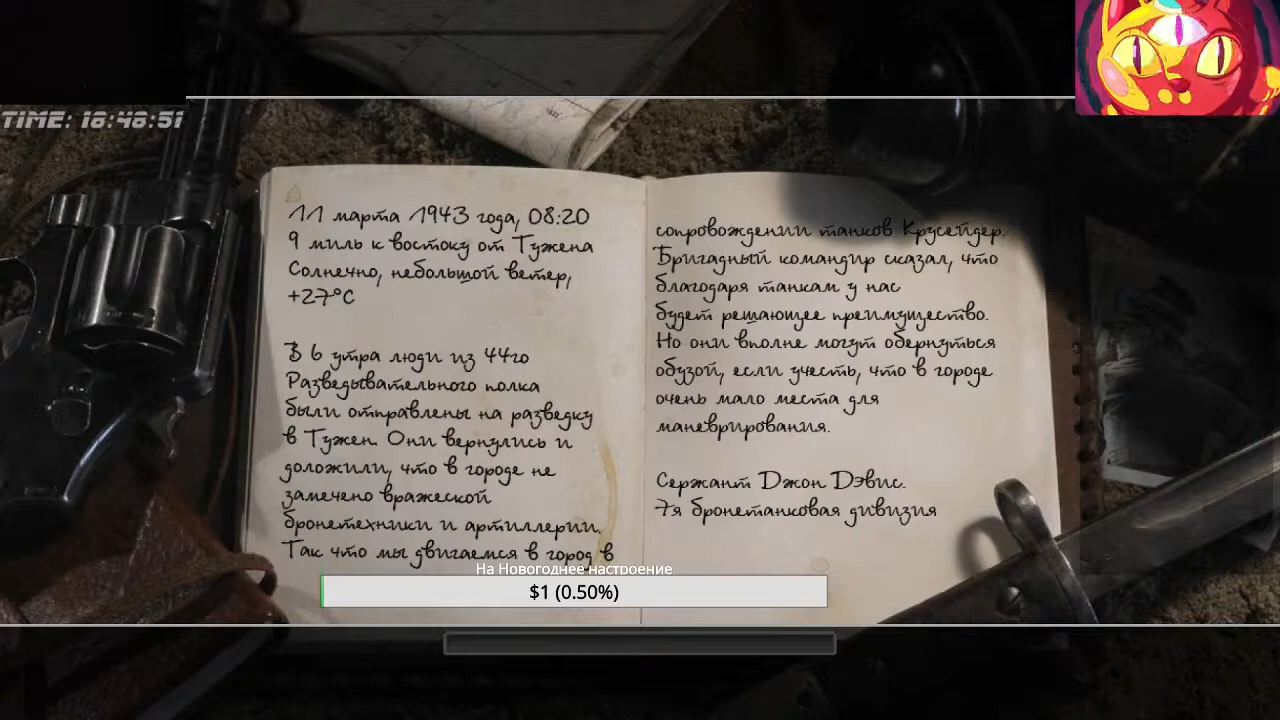 TIME: 18:48:51
11 марта 1943 года, 08:20
9 миль к востоку от Тужена
Солнечно, небольшой ветер,
+27°C
В 6 утра люди из 44го
Разведывательного полка
были отправлены на разведку
в Тужен. Они вернулись и
доложили, что в городе не
замечено вражеской
бронетехники и артиллерии.
Так что мы двигаемся в город в
сопровождении танков Крусейдер.
Бригадный командир сказал, что
благодаря танкам у нас
будет решающее преимущество.
Но они вполне могут обернуться
обузой, если учесть, что в городе
очень мало места для
маневрирования.
Сержант Джон Дэвис.
7я бронетанковая дивизия
На Новогоднее настроение
$1 (0.50%)